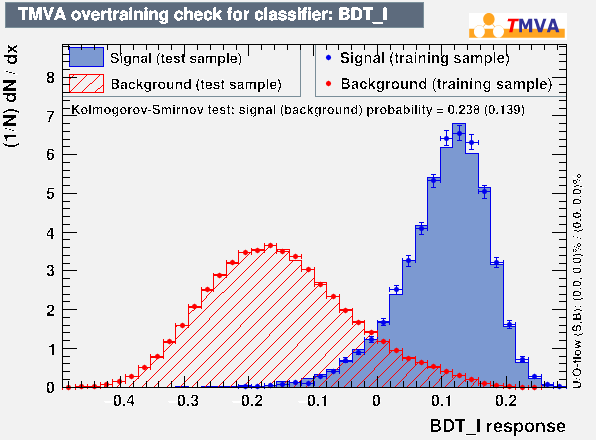 TMVA overtraining check for classifier: BDT_I
TMVA
Signal (test sample)
Background (test sample)
Signal (training sample)
Background (training sample)
Kolmogorov-Smirnov test: signal (background) probability = 0.238 (0.139)
(1/N) dN / dx
8
7
6
5
4
3
2
1
0
-0.4 -0.3 -0.2 -0.1 0 0.1 0.2
BDT_I response
U/O-flow (S,B): (0.0, 0.0)% / (0.0, 0.0)%